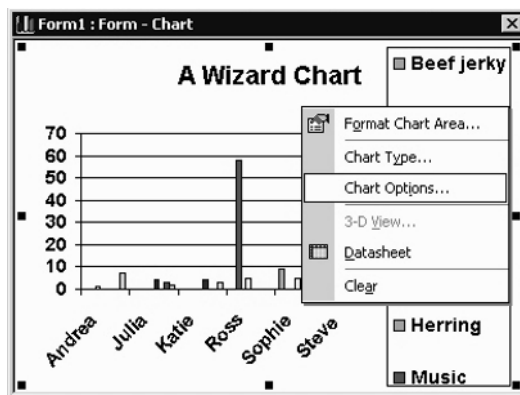 Form1 : Form - Chart
A Wizard Chart
Beef jerky
Format Chart Area...
Chart Type...
Chart Options...
3-D View...
Datasheet
Clear
70
60
50
40
30
20
10
0
Andrea
Julia
Katie
Ross
Sophie
Steve
Herring
Music